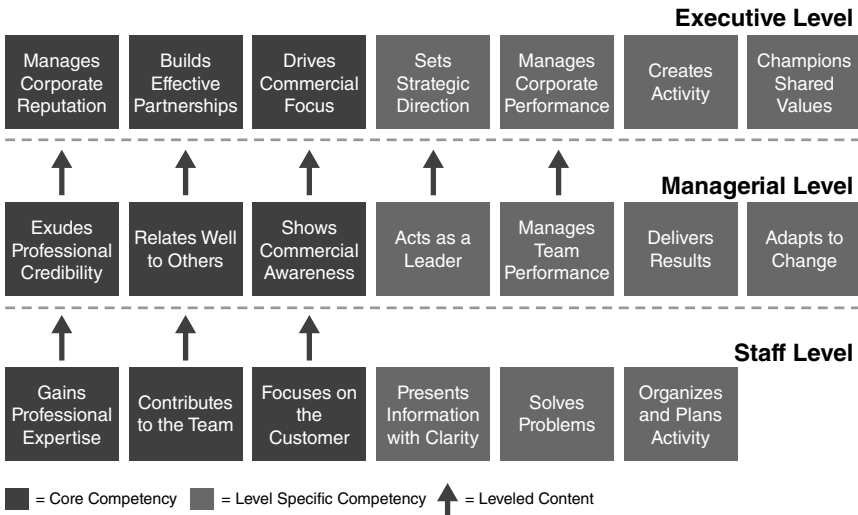 Executive Level
Manages
Corporate
Reputation
Builds
Effective
Partnerships
Drives
Commercial
Focus
Sets
Strategic
Direction
Manages
Corporate
Performance
Creates
Activity
Champions
Shared
Values
Managerial Level
Exudes
Professional
Credibility
Relates Well
to Others
Shows
Commercial
Awareness
Acts as a
Leader
Manages
Team
Performance
Delivers
Results
Adapts to
Change
Staff Level
Gains
Professional
Expertise
Contributes
to the Team
Focuses on
the
Customer
Presents
Information
with Clarity
Solves
Problems
Organizes
and Plans
Activity
= Core Competency = Level Specific Competency = Leveled Content